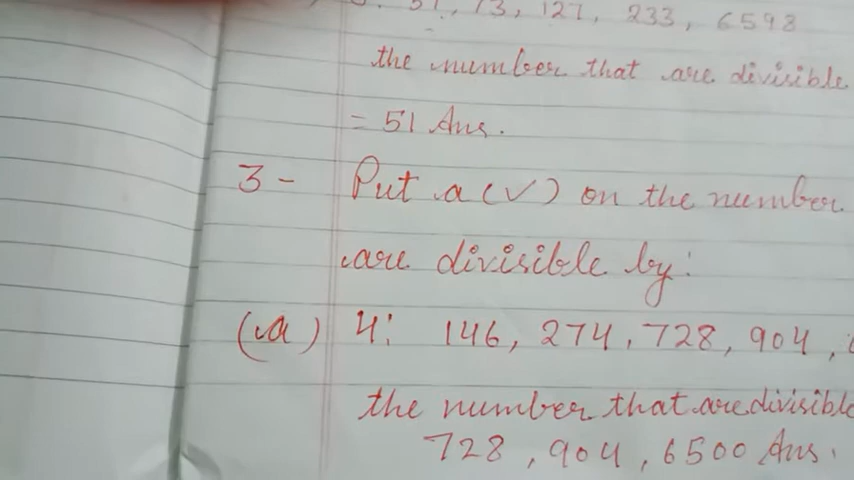 51, 73, 127, 233, 6598
the number that are divisible
= 51 Ans.
3- Put a (✓) on the number
are divisible by:
(a) 4: 146, 274, 728, 904,
the number that are divisible
728, 904, 6500 Ans.